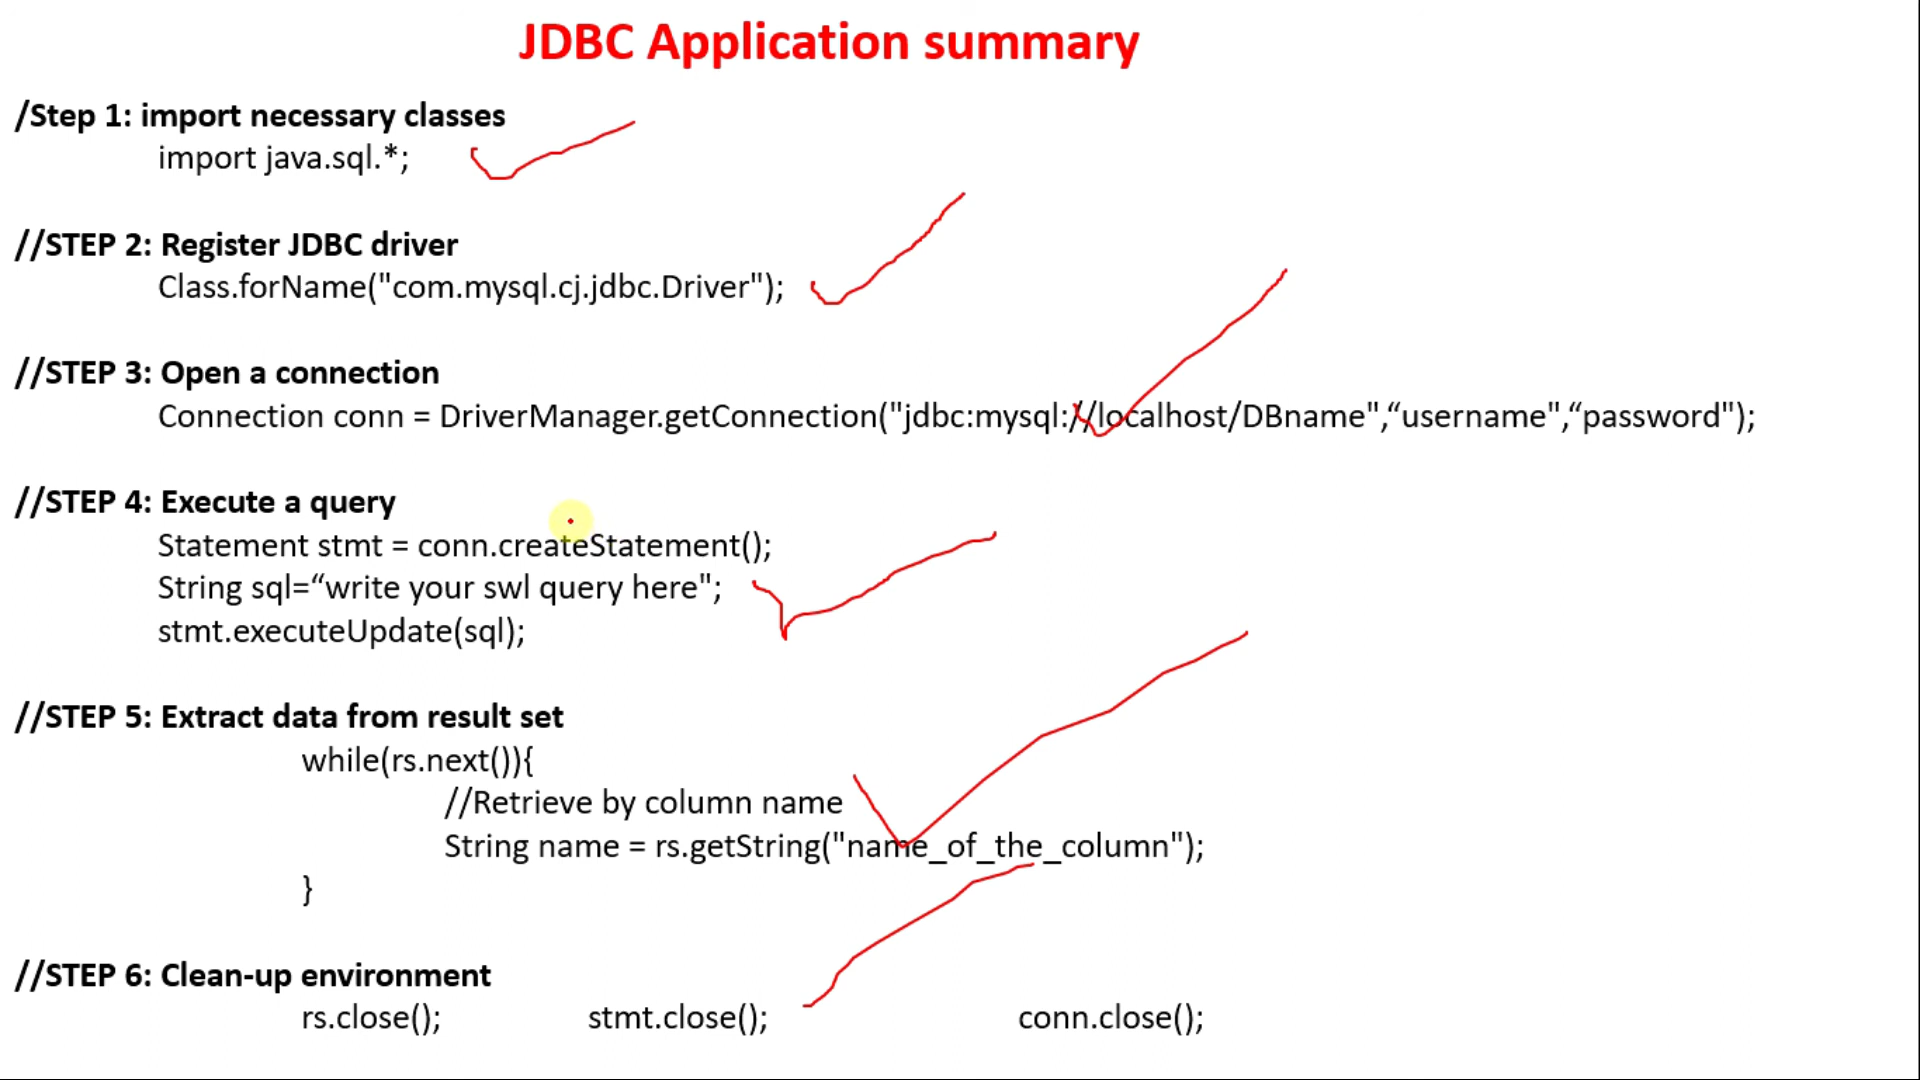 JDBC Application summary
/Step 1: import necessary classes
import java.sql.*;
//STEP 2: Register JDBC driver
Class.forName("com.mysql.cj.jdbc.Driver");
//STEP 3: Open a connection
Connection conn = DriverManager.getConnection("jdbc:mysql://localhost/DBname",“username",“password");
//STEP 4: Execute a query
Statement stmt = conn.createStatement();
String sql=“write your swl query here";
stmt.executeUpdate(sql);
//STEP 5: Extract data from result set
while(rs.next()){
//Retrieve by column name
String name = rs.getString("name_of_the_column");
}
//STEP 6: Clean-up environment
rs.close(); stmt.close(); conn.close();